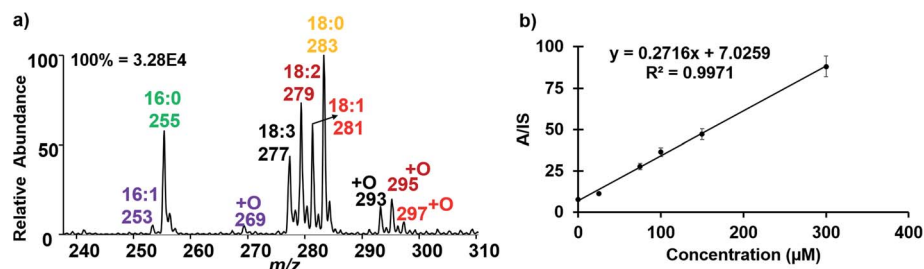 a)
100% = 3.28E4
Relative Abundance
100
50
0
16:1
253
16:0
255
+O
269
18:3
277
18:2
279
18:0
283
18:1
281
+O
293
+O
295
297+O
240 250 260 270 280 290 300 310
m/z
b)
y = 0.2716x + 7.0259
R² = 0.9971
A/IS
100
75
50
25
0
0 100 200 300 400
Concentration (µM)